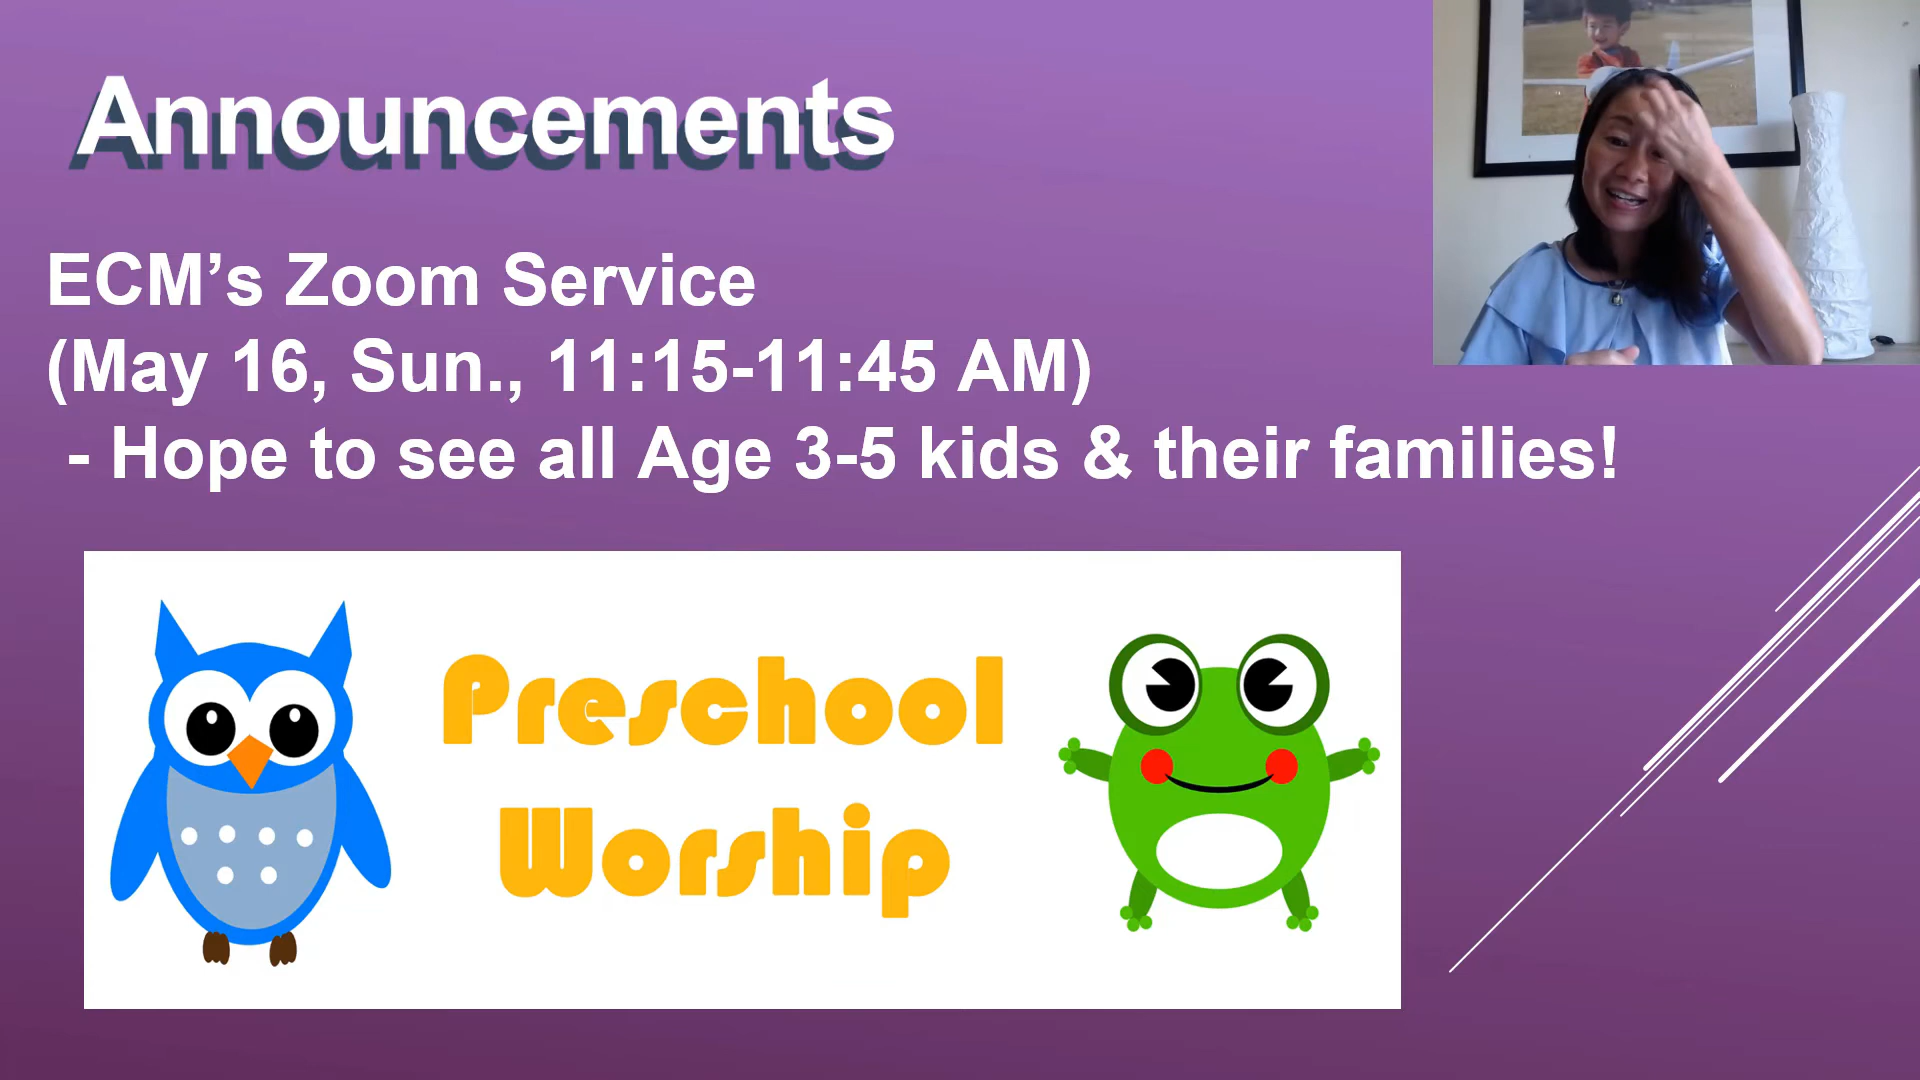 Announcements
ECM’s Zoom Service
(May 16, Sun., 11:15-11:45 AM)
- Hope to see all Age 3-5 kids & their families!
Preschool
Worship